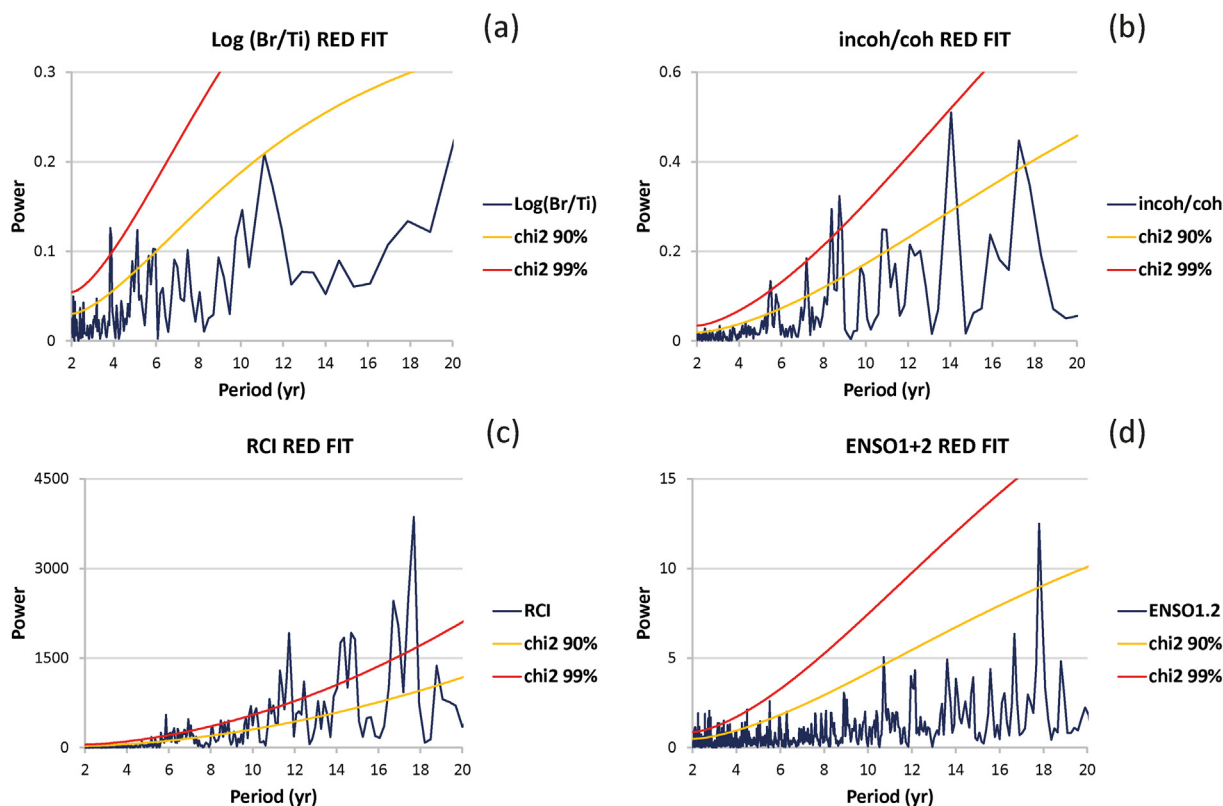 Log (Br/Ti) RED FIT
(a)
0.3
0.2
0.1
0
Power
2 4 6 8 10 12 14 16 18 20
Period (yr)
Log(Br/Ti)
chi2 90%
chi2 99%
incoh/coh RED FIT
(b)
0.6
0.4
0.2
0
Power
2 4 6 8 10 12 14 16 18 20
Period (yr)
incoh/coh
chi2 90%
chi2 99%
RCI RED FIT
(c)
4500
3000
1500
0
Power
2 4 6 8 10 12 14 16 18 20
Period (yr)
RCI
chi2 90%
chi2 99%
ENSO1+2 RED FIT
(d)
15
10
5
0
Power
2 4 6 8 10 12 14 16 18 20
Period (yr)
ENSO1.2
chi2 90%
chi2 99%